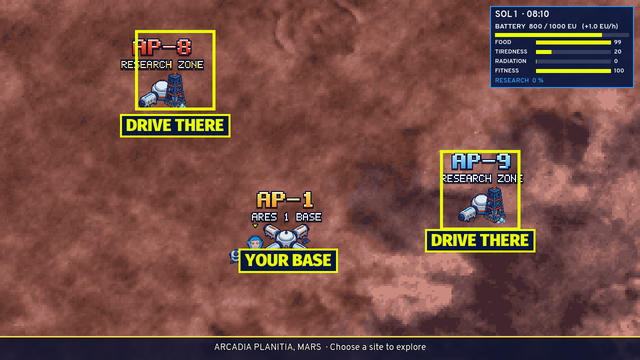 SOL 1 · 08:10
BATTERY 800 / 1000 EU (+1.0 EU/h)
FOOD 99
TIREDNESS 20
RADIATION 0
FITNESS 100
RESEARCH 0 %
AP-8
RESEARCH ZONE
DRIVE THERE
AP-9
RESEARCH ZONE
DRIVE THERE
AP-1
ARES 1 BASE
YOUR BASE
ARCADIA PLANITIA, MARS · Choose a site to explore